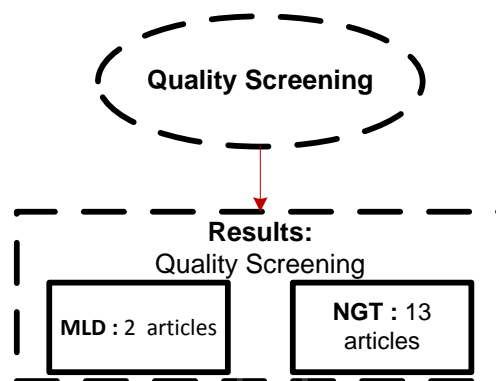 Quality Screening
Results:
Quality Screening
MLD : 2 articles
NGT : 13
articles